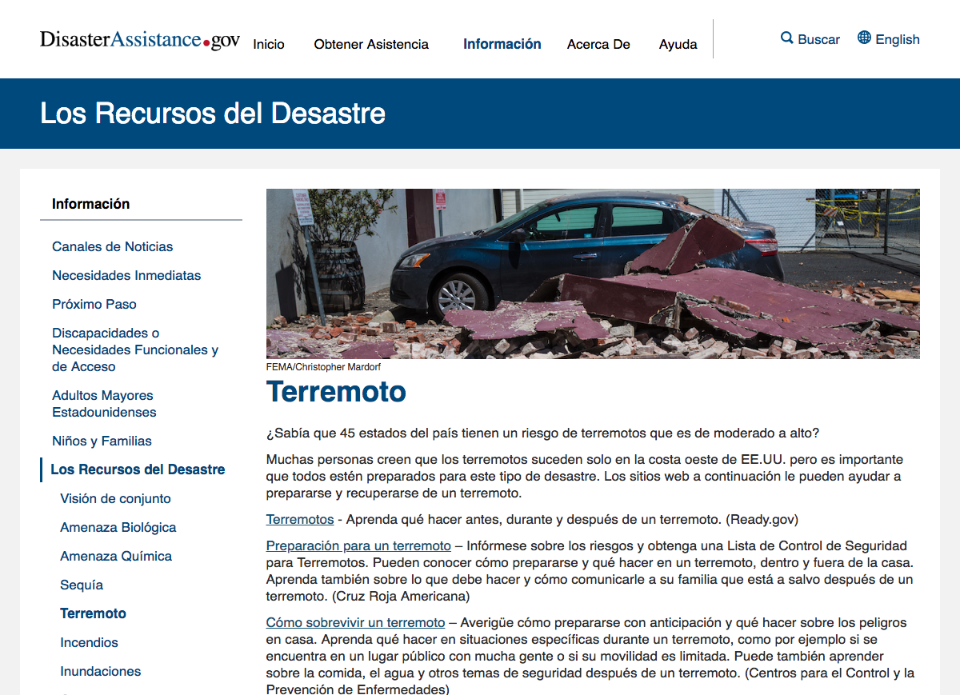 DisasterAssistance.gov
Inicio
Obtener Asistencia
Información
Acerca De
Ayuda
Buscar
English
Los Recursos del Desastre
Información
Canales de Noticias
Necesidades Inmediatas
Próximo Paso
Discapacidades o
Necesidades Funcionales y
de Acceso
Adultos Mayores
Estadounidenses
Niños y Familias
Los Recursos del Desastre
Visión de conjunto
Amenaza Biológica
Amenaza Química
Sequía
Terremoto
Incendios
Inundaciones
FEMA/Christopher Mardorf
Terremoto
¿Sabía que 45 estados del país tienen un riesgo de terremotos que es de moderado a alto?
Muchas personas creen que los terremotos suceden solo en la costa oeste de EE.UU. pero es importante
que todos estén preparados para este tipo de desastre. Los sitios web a continuación le pueden ayudar a
prepararse y recuperarse de un terremoto.
Terremotos - Aprenda qué hacer antes, durante y después de un terremoto. (Ready.gov)
Preparación para un terremoto – Infórmese sobre los riesgos y obtenga una Lista de Control de Seguridad
para Terremotos. Pueden conocer cómo prepararse y qué hacer en un terremoto, dentro y fuera de la casa.
Aprenda también sobre lo que debe hacer y cómo comunicarle a su familia que está a salvo después de un
terremoto. (Cruz Roja Americana)
Cómo sobrevivir un terremoto – Averigüe cómo prepararse con anticipación y qué hacer sobre los peligros
en casa. Aprenda qué hacer en situaciones específicas durante un terremoto, como por ejemplo si se
encuentra en un lugar público con mucha gente o si su movilidad es limitada. Puede también aprender
sobre la comida, el agua y otros temas de seguridad después de un terremoto. (Centros para el Control y la
Prevención de Enfermedades)